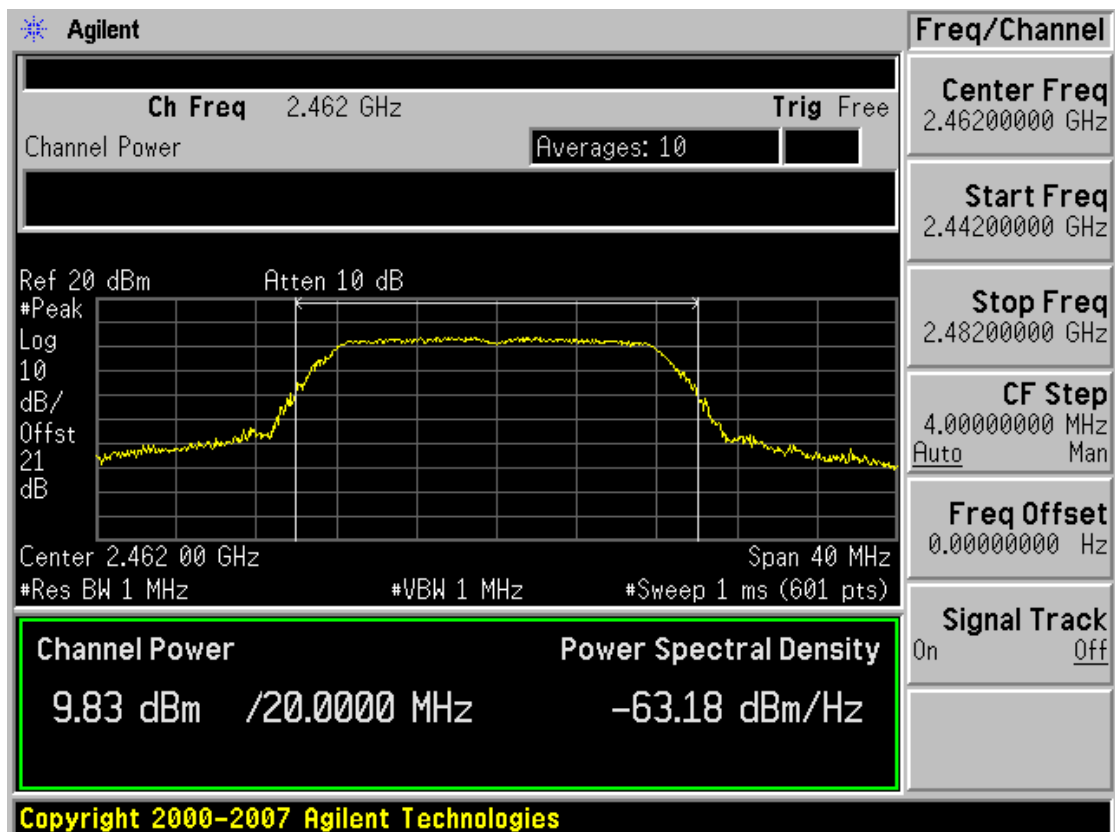 Agilent
Freq/Channel
Ch Freq 2.462 GHz Trig Free
Channel Power Averages: 10
Ref 20 dBm Atten 10 dB
#Peak
Log
10
dB/
Offst
21
dB
Center 2.462 00 GHz Span 40 MHz
#Res BW 1 MHz #VBW 1 MHz #Sweep 1 ms (601 pts)
Channel Power Power Spectral Density
9.83 dBm /20.0000 MHz -63.18 dBm/Hz
Center Freq
2.46200000 GHz
Start Freq
2.44200000 GHz
Stop Freq
2.48200000 GHz
CF Step
4.00000000 MHz
Auto Man
Freq Offset
0.00000000 Hz
Signal Track
On Off
Copyright 2000-2007 Agilent Technologies